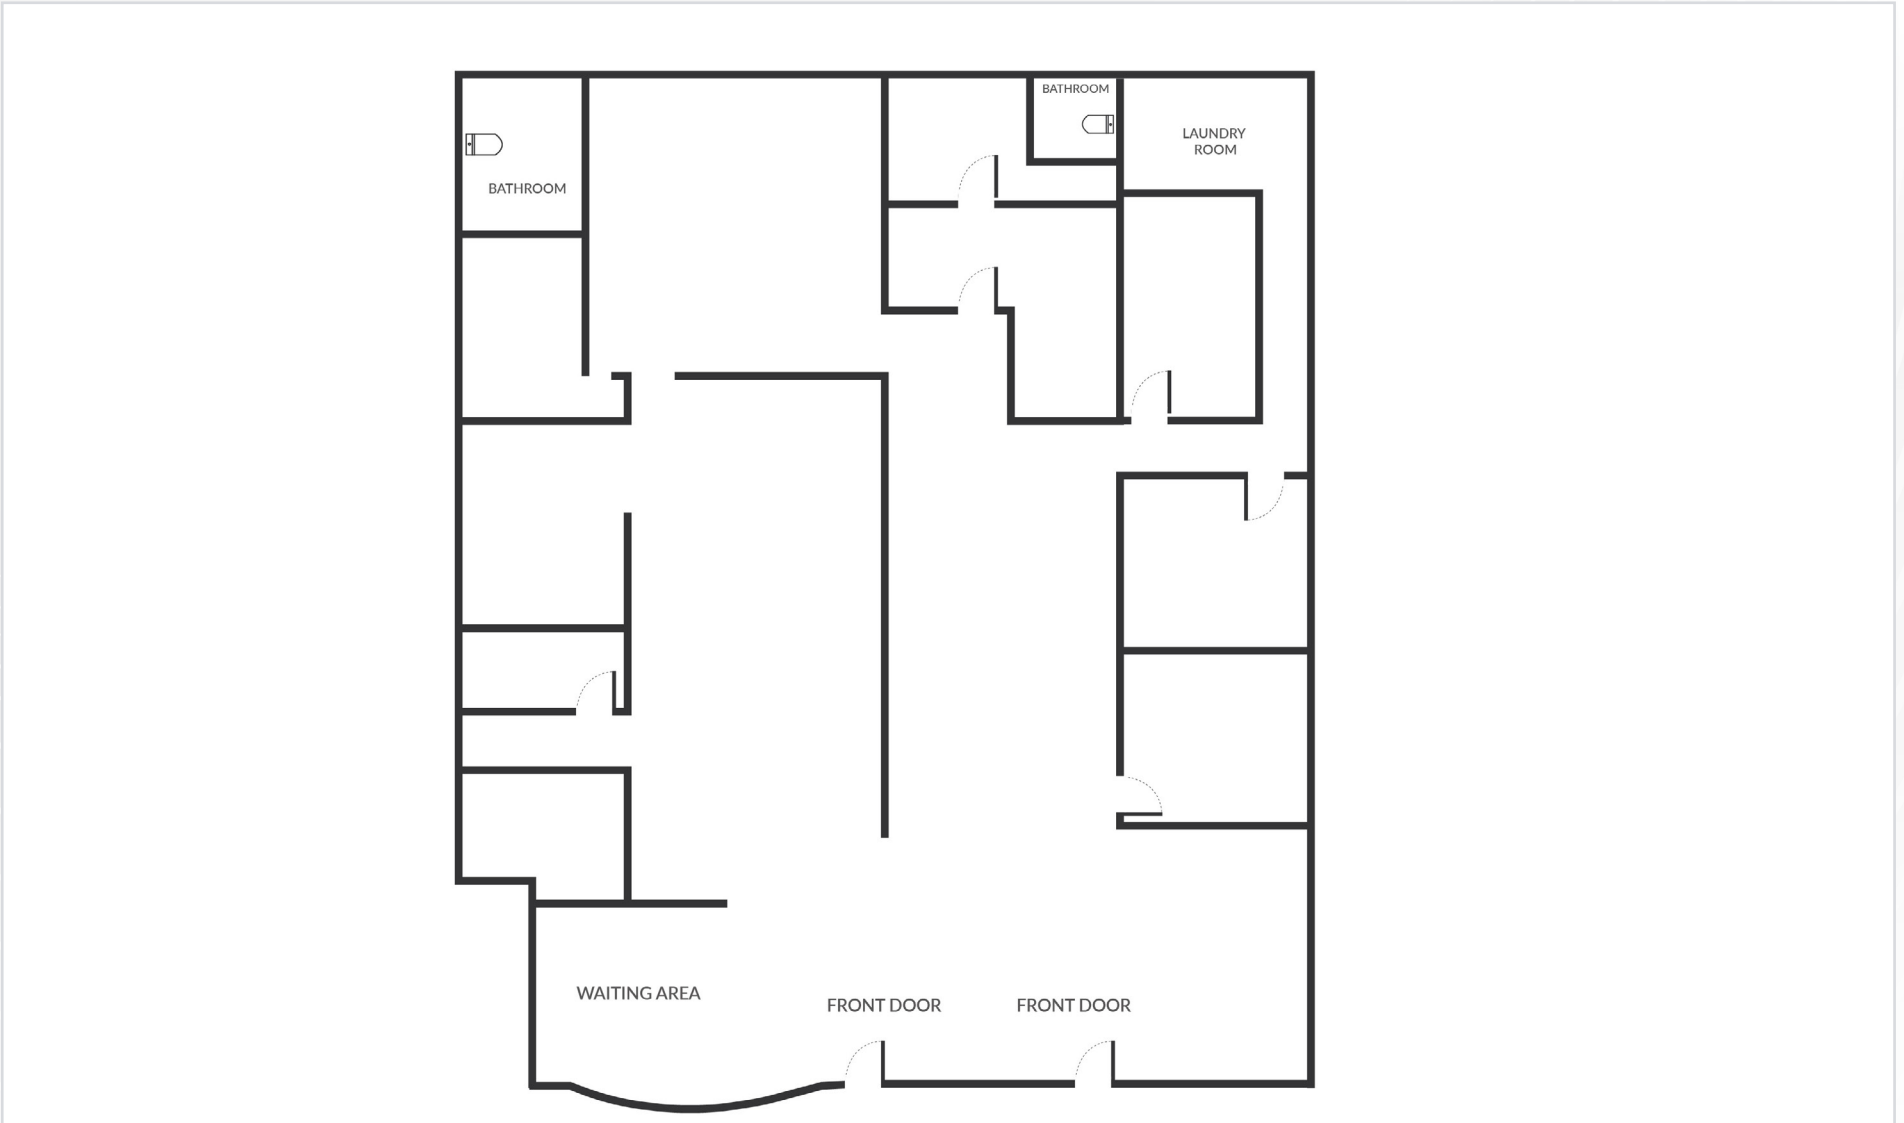 BATHROOM
LAUNDRY
ROOM
BATHROOM
WAITING AREA
FRONT DOOR
FRONT DOOR